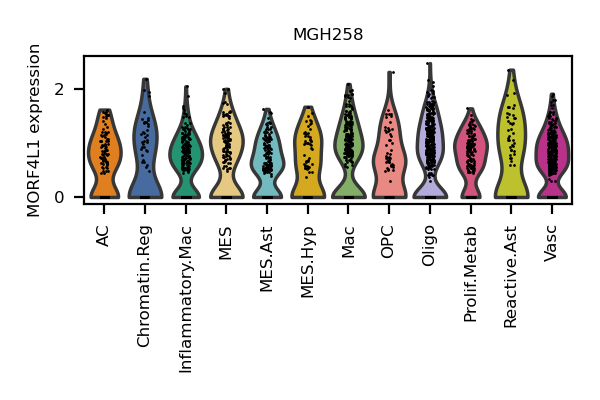 MGH258
MORF4L1 expression
2
0
AC
Chromatin.Reg
Inflammatory.Mac
MES
MES.Ast
MES.Hyp
Mac
OPC
Oligo
Prolif.Metab
Reactive.Ast
Vasc